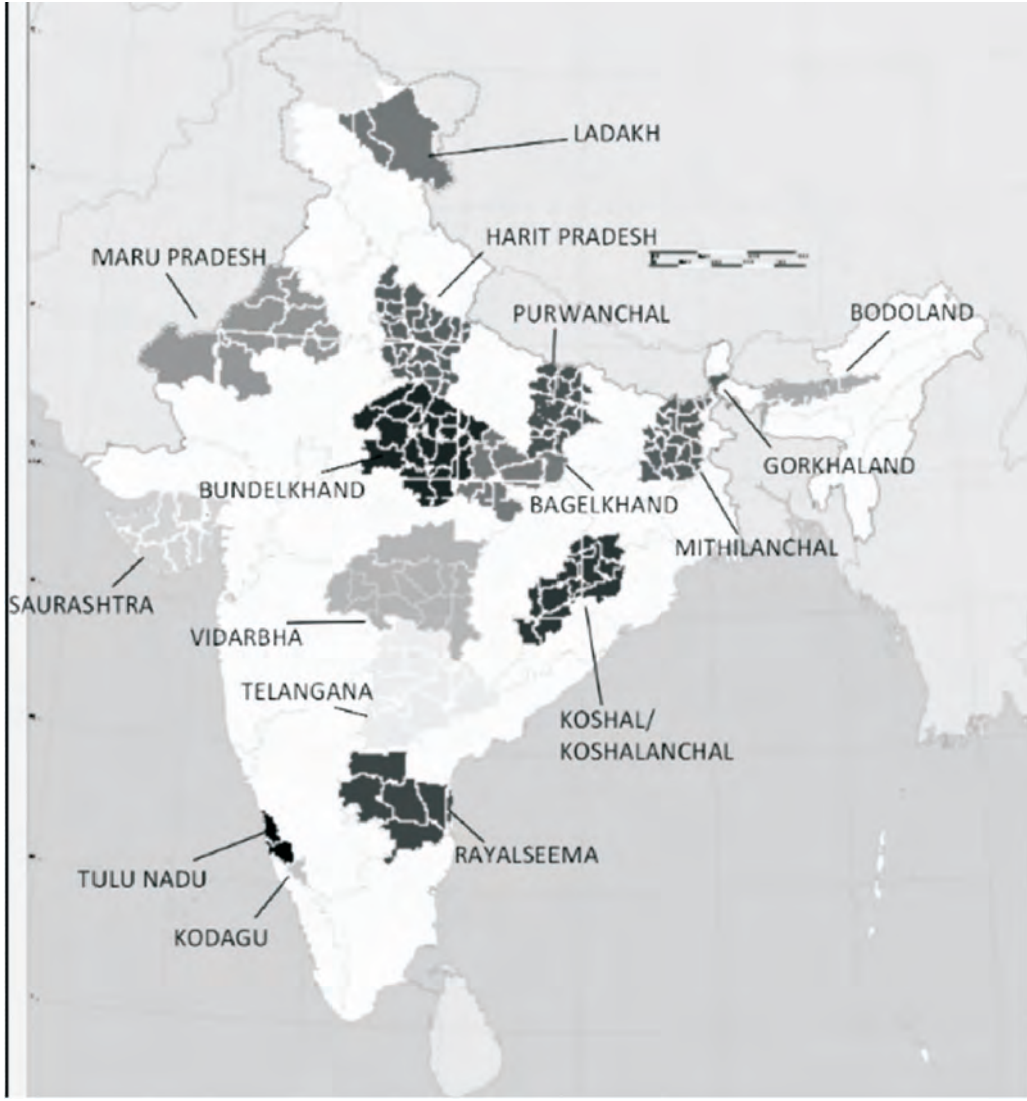 LADAKH
HARIT PRADESH
MARU PRADESH
PURWANCHAL
BODOLAND
GORKHALAND
BUNDELKHAND
BAGELKHAND
MITHILANCHAL
SAURASHTRA
VIDARBHA
TELANGANA
KOSHAL/
KOSHALANCHAL
RAYALSEEMA
TULU NADU
KODAGU